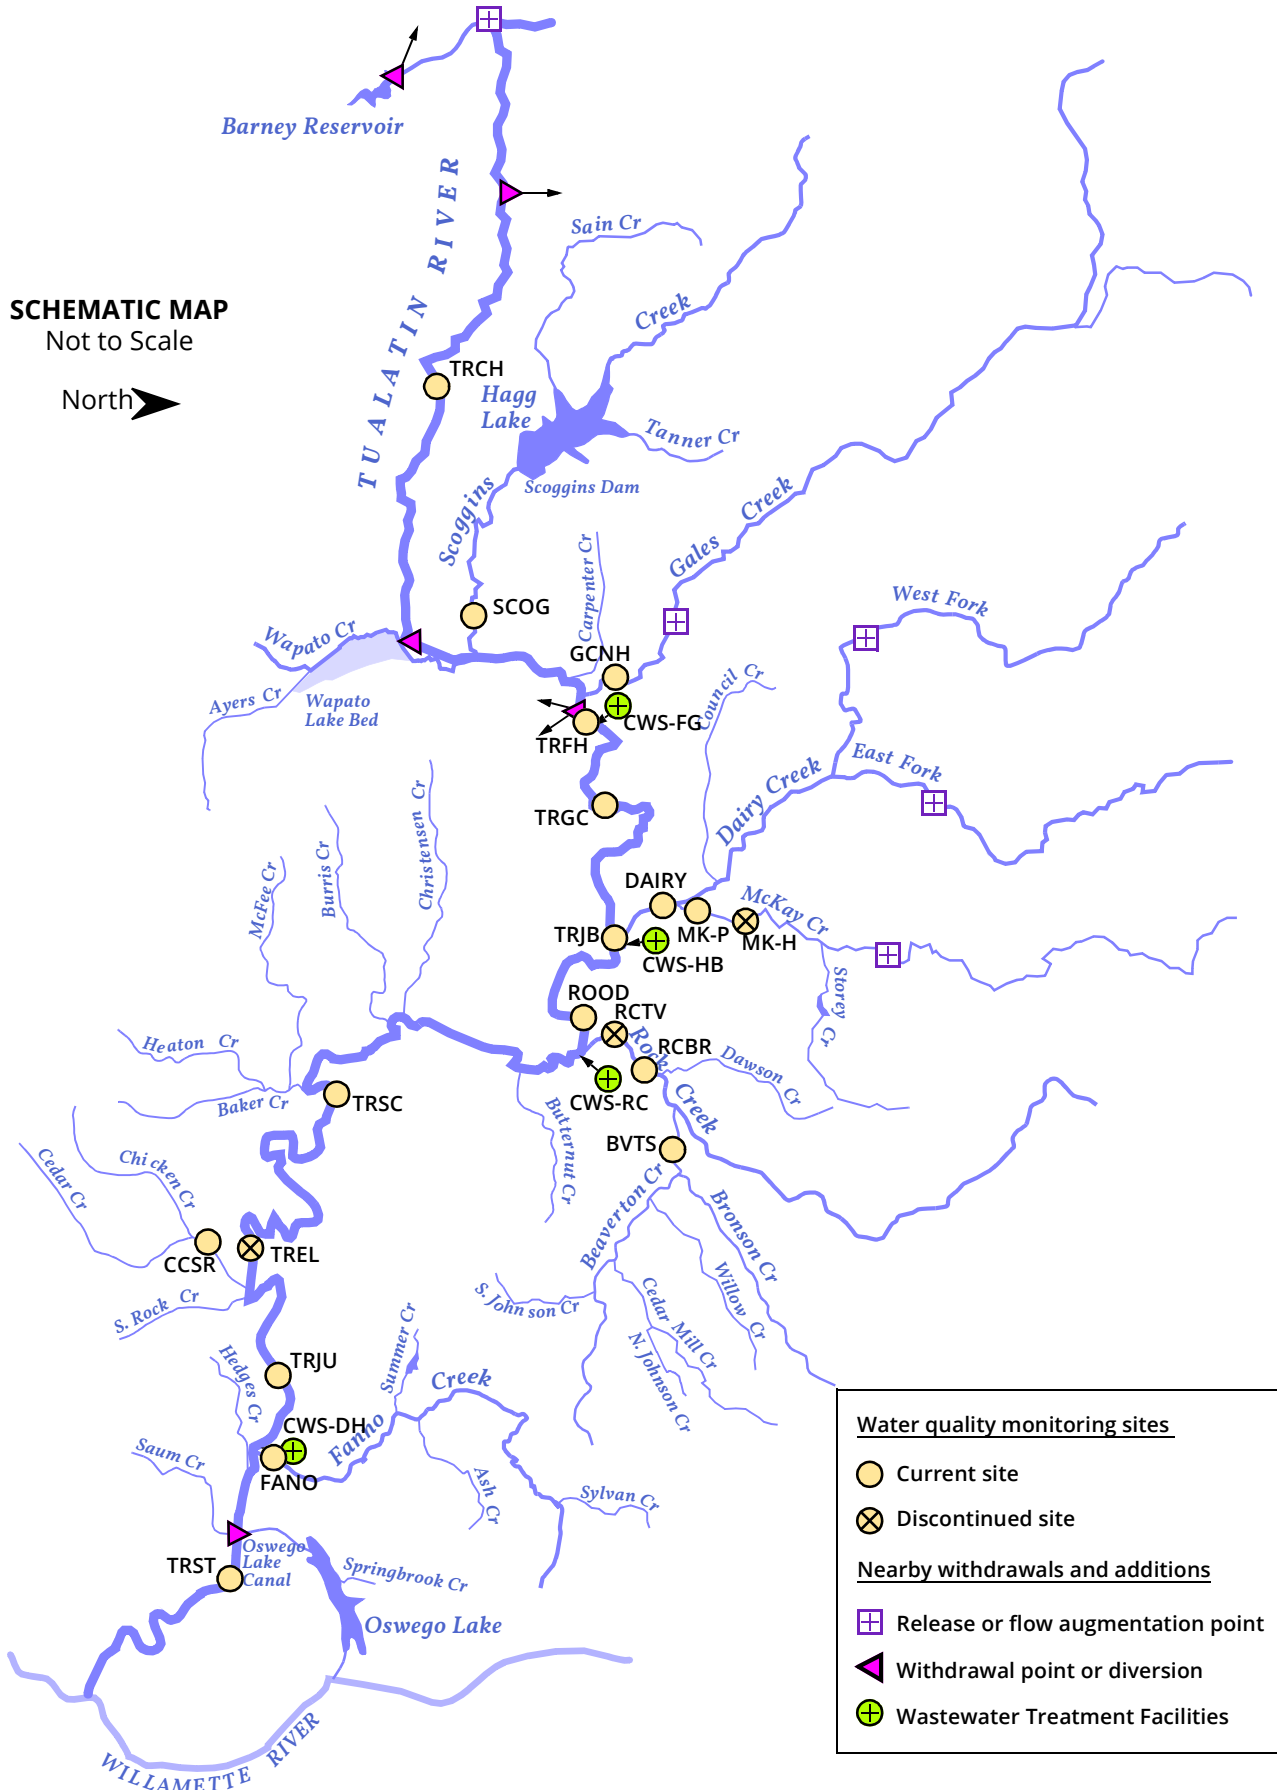 Barney Reservoir
TUALATIN RIVER
Sain Cr
SCHEMATIC MAP
Not to Scale
North
Creek
TRCH
Hagg
Lake
Tanner Cr
Scoggins Dam
Scoggins
Creek
Gales
Carpenter Cr
SCOG
West Fork
Wapato Cr
GCNH
Council Cr
Ayers Cr
Wapato
Lake Bed
CWS-FG
TRFH
East Fork
Dairy Creek
TRGC
Christensen Cr
Burris Cr
McFee Cr
DAIRY
McKay Cr
TRJB
MK-P
MK-H
CWS-HB
Storey Cr
ROOD
RCTV
Rock
Creek
RCBR
Heaton Cr
Dawson Cr
Baker Cr
TRSC
CWS-RC
Butternut Cr
BVTS
Cedar Cr
Chicken Cr
Beaverton Cr
Bronson Cr
CCSR
TREL
Willow Cr
S. Rock Cr
S. Johnson Cr
Cedar Mill Cr
N. Johnson Cr
Hedges Cr
TRJU
Summer Cr
Creek
CWS-DH
Fanno
FANO
Saum Cr
Ash Cr
Sylvan Cr
Oswego
Lake
Canal
TRST
Springbrook Cr
Oswego Lake
WILLAMETTE RIVER
Water quality monitoring sites
Current site
Discontinued site
Nearby withdrawals and additions
Release or flow augmentation point
Withdrawal point or diversion
Wastewater Treatment Facilities